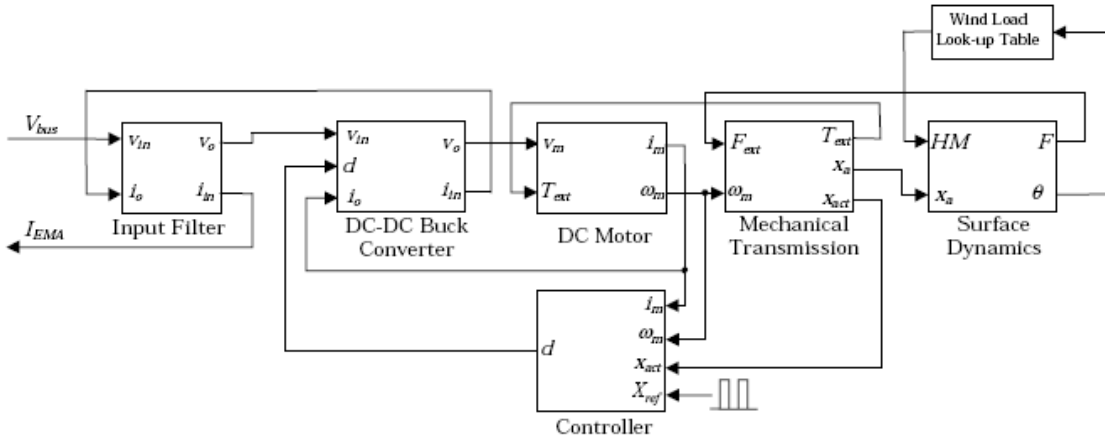 Wind Load
Look-up Table
V_bus
v_in
v_o
i_o
i_in
Input Filter
I_EMA
v_in
d
i_o
v_o
i_in
DC-DC Buck
Converter
v_m
T_ext
i_m
ω_m
DC Motor
F_ext
ω_m
T_ext
x_a
x_act
Mechanical
Transmission
HM
x_a
F
θ
Surface
Dynamics
d
i_m
ω_m
x_act
X_ref
Controller